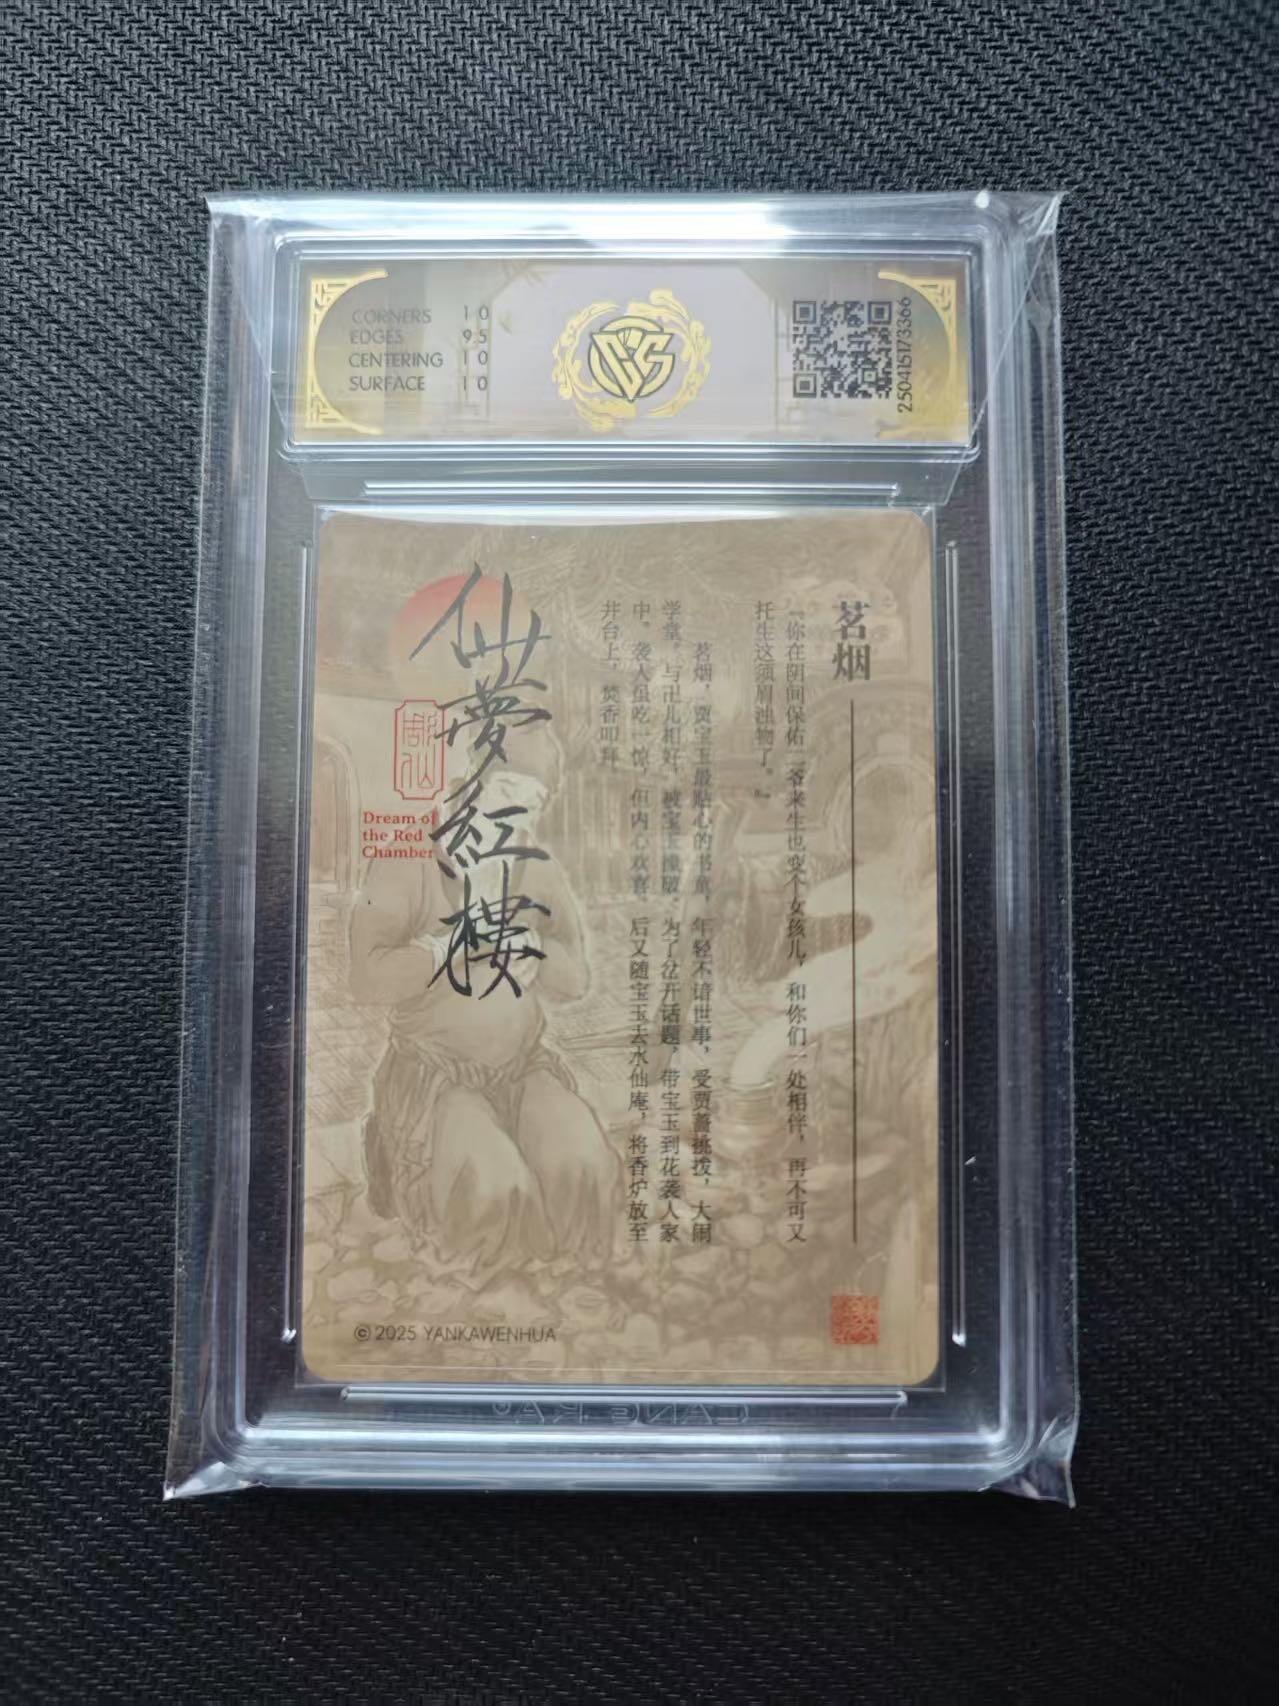 CORNERS 10
EDGES 9.5
CENTERING 10
SURFACE 10
CCS
250415173366
茗烟
“你在阴间保佑二爷来生也变个女孩儿，和你们一处相伴，再不可又
托生这须眉浊物了。”
茗烟，贾宝玉最贴心的书童，年轻不谙世事，受贾蔷挑拨，大闹
学堂。与卍儿相好，被宝玉撞破，为了岔开话题，带宝玉到花袭人家
中。袭人虽吃一惊，但内心欢喜。后又随宝玉去水仙庵，将香炉放至
井台上，焚香叩拜。
仙夢紅樓
Dream of
the Red
Chamber
© 2025 YANKAWENHUA